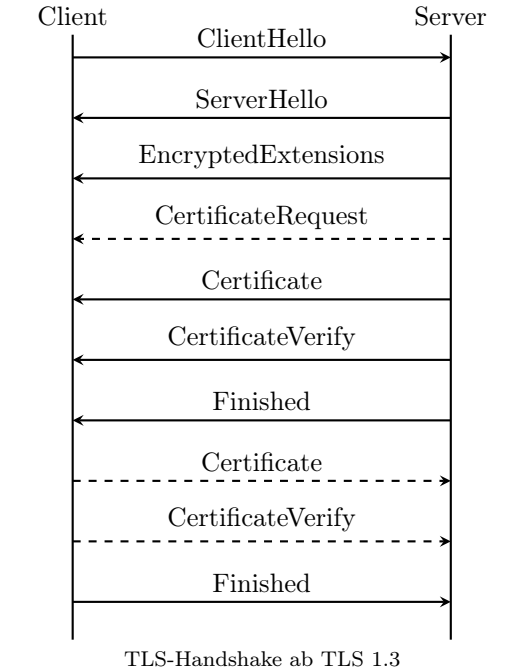 Client Server
ClientHello
ServerHello
EncryptedExtensions
CertificateRequest
Certificate
CertificateVerify
Finished
Certificate
CertificateVerify
Finished
TLS-Handshake ab TLS 1.3